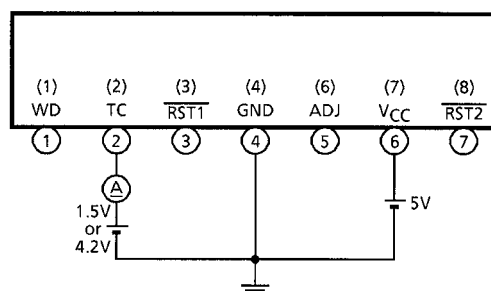 (1) (2) (3) (4) (6) (7) (8)
WD TC RST1 GND ADJ VCC RST2
1 2 3 4 5 6 7
A
1.5V
or
4.2V
5V